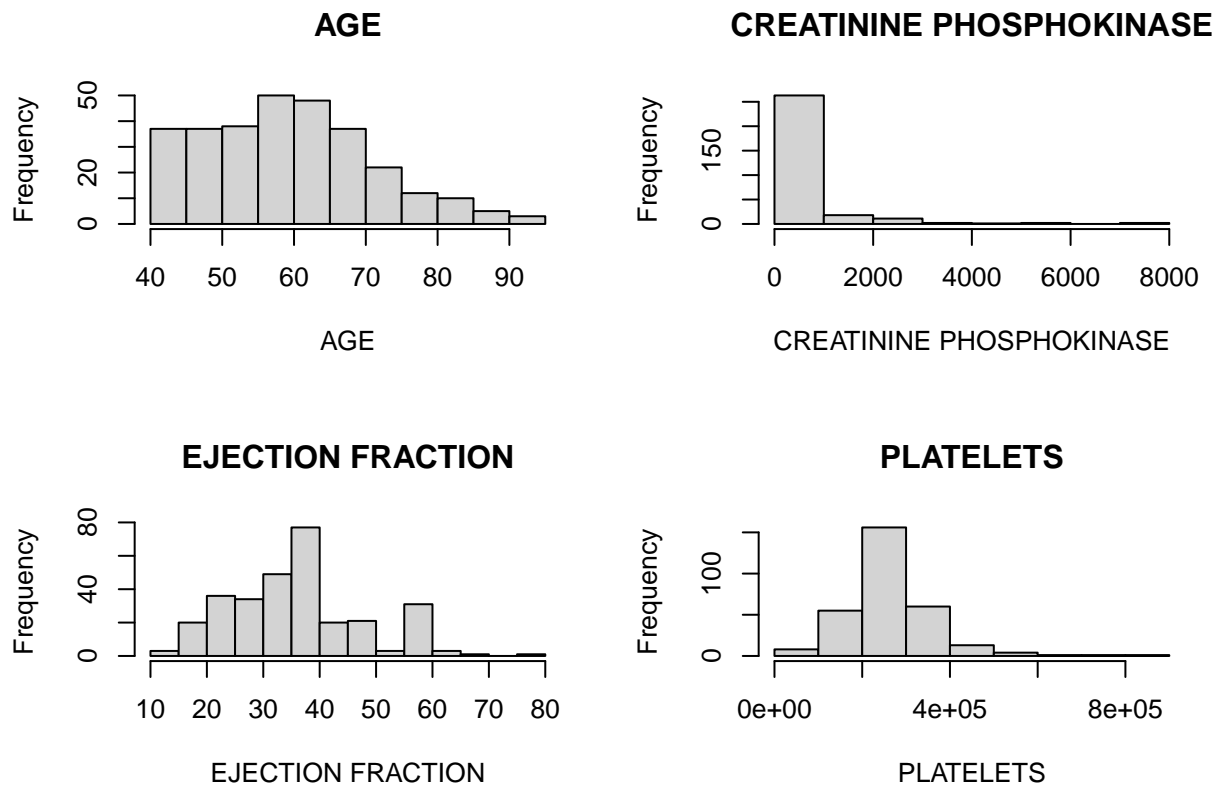 AGE
Frequency
0 20 50
40 50 60 70 80 90
AGE
CREATININE PHOSPHOKINASE
Frequency
0 150
0 2000 4000 6000 8000
CREATININE PHOSPHOKINASE
EJECTION FRACTION
Frequency
0 40 80
10 20 30 40 50 60 70 80
EJECTION FRACTION
PLATELETS
Frequency
0 100
0e+00 4e+05 8e+05
PLATELETS